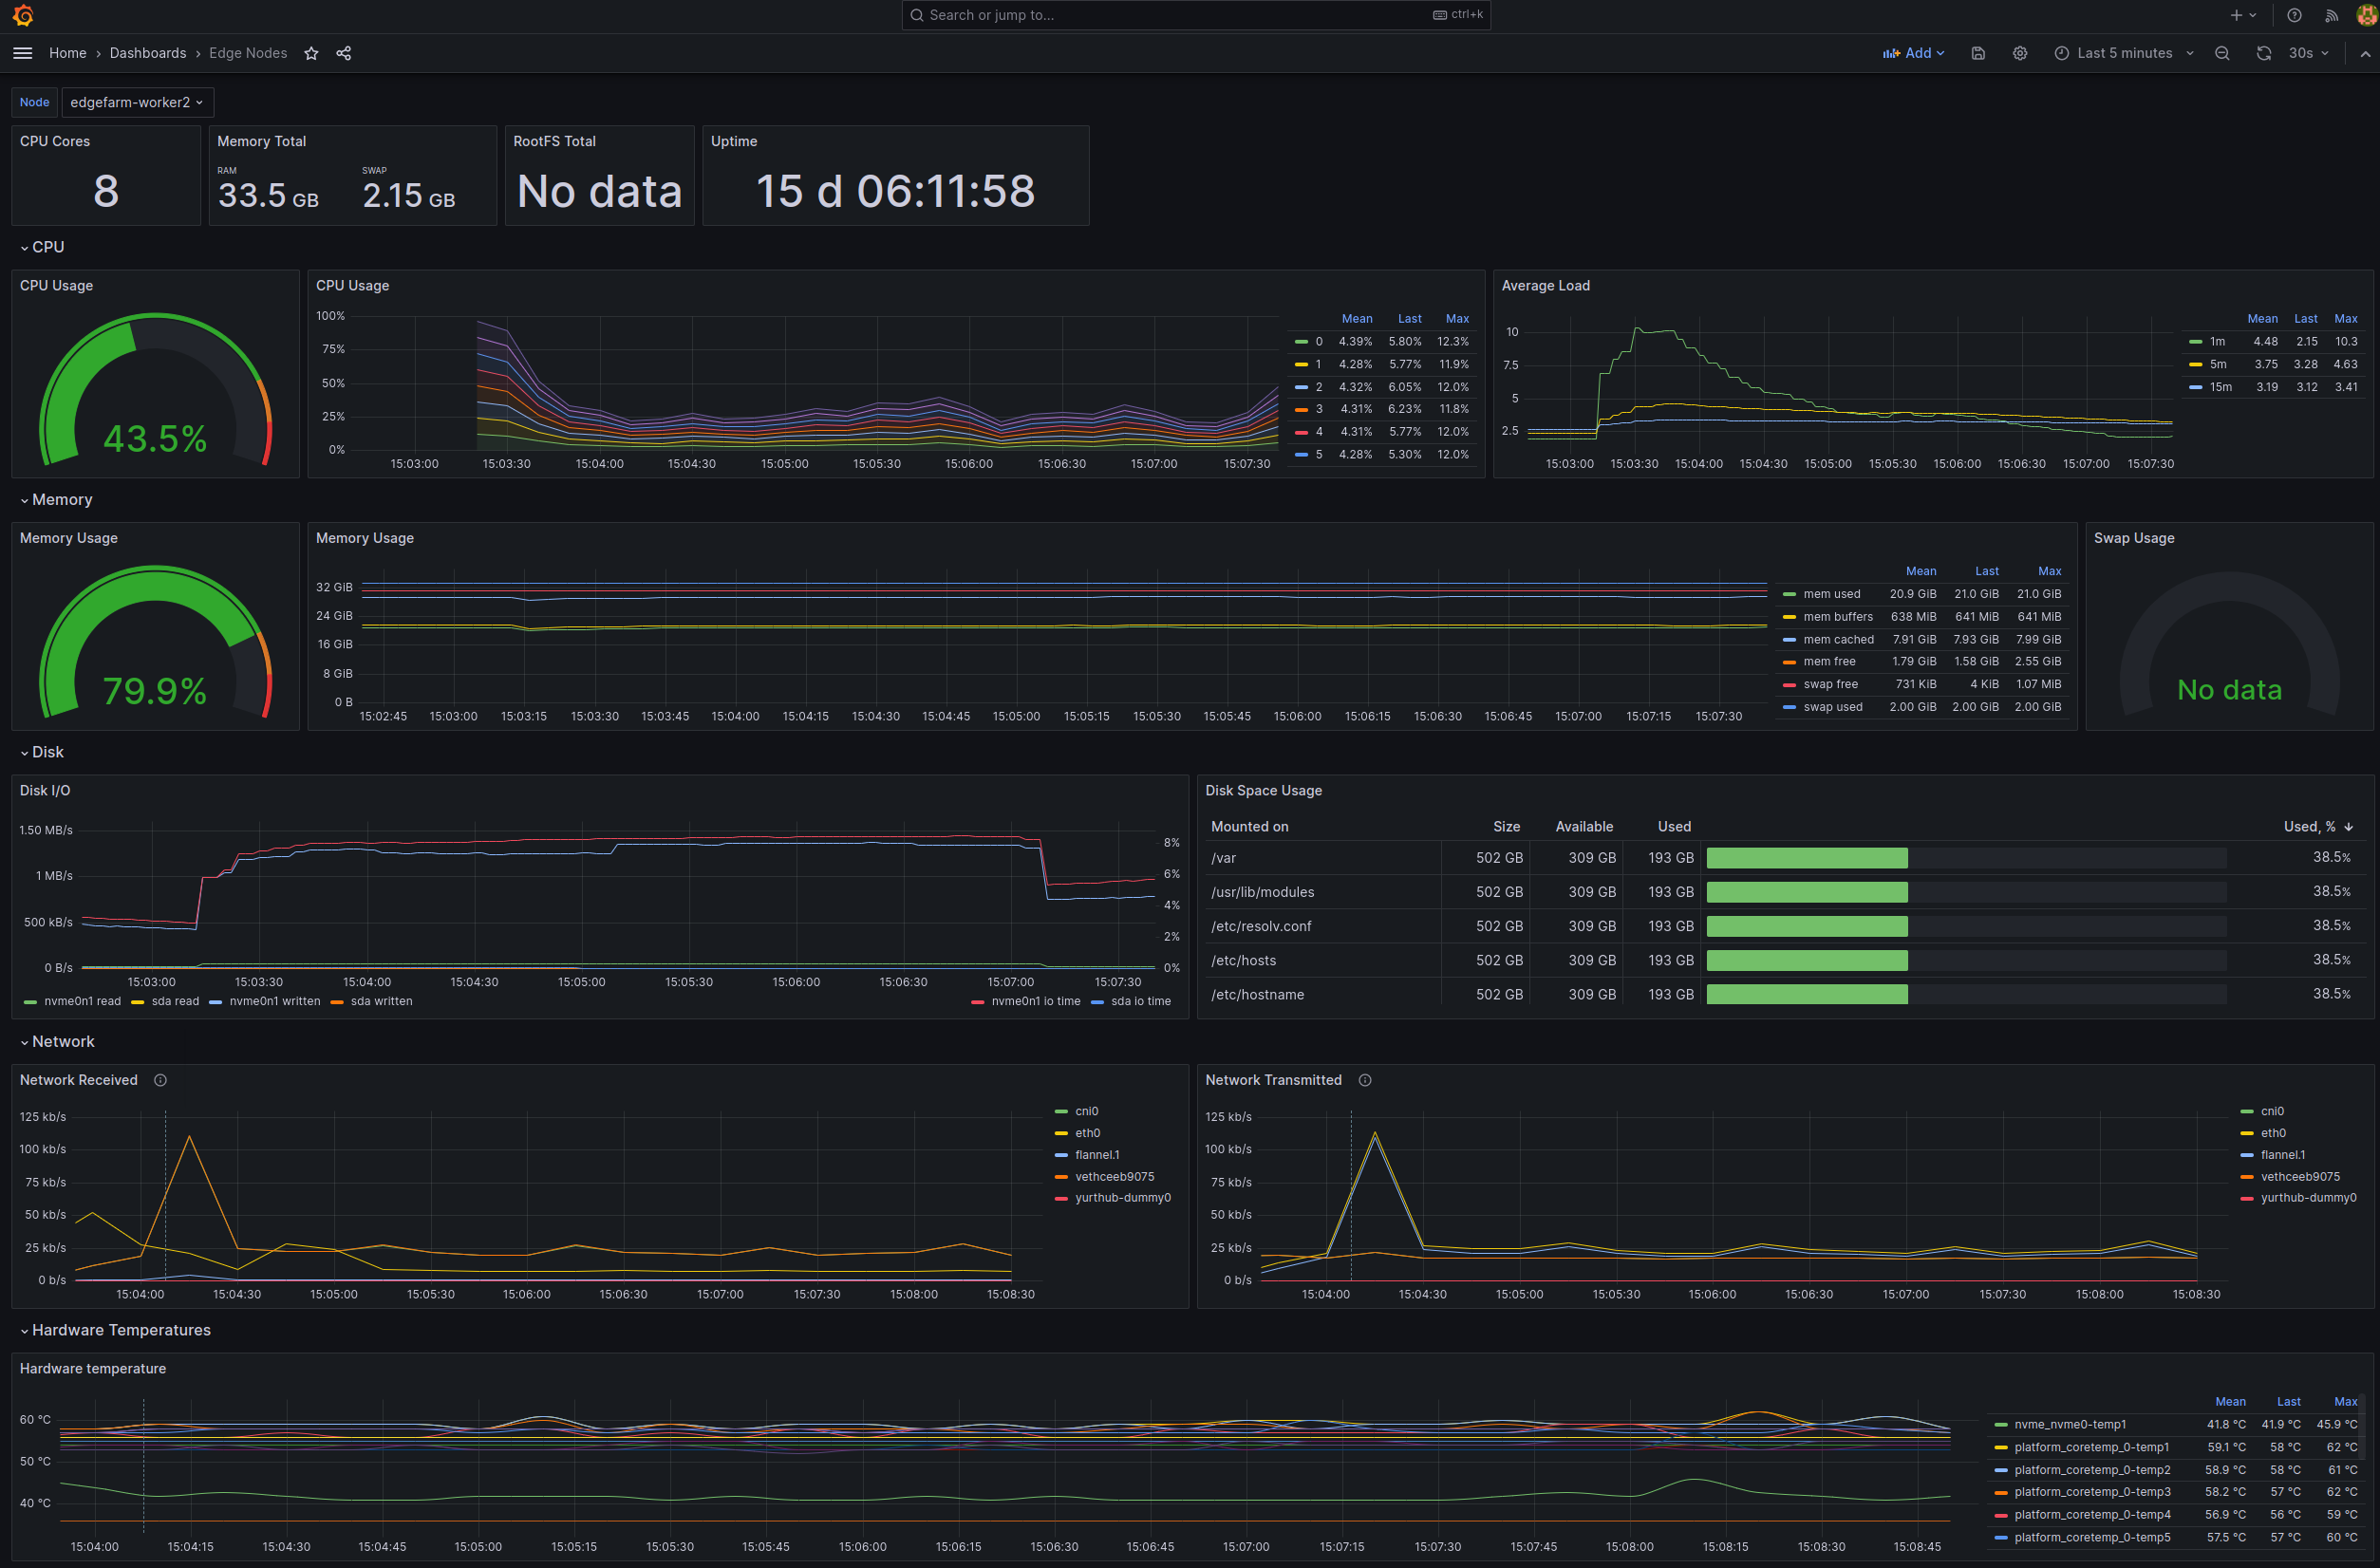 Search or jump to...
ctrl+k
Home › Dashboards › Edge Nodes
Add
Last 5 minutes
30s
Node
edgefarm-worker2
CPU Cores
8
Memory Total
RAM
33.5 GB
SWAP
2.15 GB
RootFS Total
No data
Uptime
15 d 06:11:58
CPU
CPU Usage
43.5%
CPU Usage
100%
75%
50%
25%
0%
15:03:00 15:03:30 15:04:00 15:04:30 15:05:00 15:05:30 15:06:00 15:06:30 15:07:00 15:07:30
Mean Last Max
0 4.39% 5.80% 12.3%
1 4.28% 5.77% 11.9%
2 4.32% 6.05% 12.0%
3 4.31% 6.23% 11.8%
4 4.31% 5.77% 12.0%
5 4.28% 5.30% 12.0%
Average Load
10
7.5
5
2.5
15:03:00 15:03:30 15:04:00 15:04:30 15:05:00 15:05:30 15:06:00 15:06:30 15:07:00 15:07:30
Mean Last Max
1m 4.48 2.15 10.3
5m 3.75 3.28 4.63
15m 3.19 3.12 3.41
Memory
Memory Usage
79.9%
Memory Usage
32 GiB
24 GiB
16 GiB
8 GiB
0 B
15:02:45 15:03:00 15:03:15 15:03:30 15:03:45 15:04:00 15:04:15 15:04:30 15:04:45 15:05:00 15:05:15 15:05:30 15:05:45 15:06:00 15:06:15 15:06:30 15:06:45 15:07:00 15:07:15 15:07:30
Mean Last Max
mem used 20.9 GiB 21.0 GiB 21.0 GiB
mem buffers 638 MiB 641 MiB 641 MiB
mem cached 7.91 GiB 7.93 GiB 7.99 GiB
mem free 1.79 GiB 1.58 GiB 2.55 GiB
swap free 731 KiB 4 KiB 1.07 MiB
swap used 2.00 GiB 2.00 GiB 2.00 GiB
Swap Usage
No data
Disk
Disk I/O
1.50 MB/s
1 MB/s
500 kB/s
0 B/s
8%
6%
4%
2%
0%
15:03:00 15:03:30 15:04:00 15:04:30 15:05:00 15:05:30 15:06:00 15:06:30 15:07:00 15:07:30
nvme0n1 read sda read nvme0n1 written sda written nvme0n1 io time sda io time
Disk Space Usage
Mounted on Size Available Used Used, %
/var 502 GB 309 GB 193 GB 38.5%
/usr/lib/modules 502 GB 309 GB 193 GB 38.5%
/etc/resolv.conf 502 GB 309 GB 193 GB 38.5%
/etc/hosts 502 GB 309 GB 193 GB 38.5%
/etc/hostname 502 GB 309 GB 193 GB 38.5%
Network
Network Received
125 kb/s
100 kb/s
75 kb/s
50 kb/s
25 kb/s
0 b/s
15:04:00 15:04:30 15:05:00 15:05:30 15:06:00 15:06:30 15:07:00 15:07:30 15:08:00 15:08:30
cni0
eth0
flannel.1
vethceeb9075
yurthub-dummy0
Network Transmitted
125 kb/s
100 kb/s
75 kb/s
50 kb/s
25 kb/s
0 b/s
15:04:00 15:04:30 15:05:00 15:05:30 15:06:00 15:06:30 15:07:00 15:07:30 15:08:00 15:08:30
cni0
eth0
flannel.1
vethceeb9075
yurthub-dummy0
Hardware Temperatures
Hardware temperature
60 °C
50 °C
40 °C
15:04:00 15:04:15 15:04:30 15:04:45 15:05:00 15:05:15 15:05:30 15:05:45 15:06:00 15:06:15 15:06:30 15:06:45 15:07:00 15:07:15 15:07:30 15:07:45 15:08:00 15:08:15 15:08:30 15:08:45
Mean Last Max
nvme_nvme0-temp1 41.8 °C 41.9 °C 45.9 °C
platform_coretemp_0-temp1 59.1 °C 58 °C 62 °C
platform_coretemp_0-temp2 58.9 °C 58 °C 61 °C
platform_coretemp_0-temp3 58.2 °C 57 °C 62 °C
platform_coretemp_0-temp4 56.9 °C 56 °C 59 °C
platform_coretemp_0-temp5 57.5 °C 57 °C 60 °C